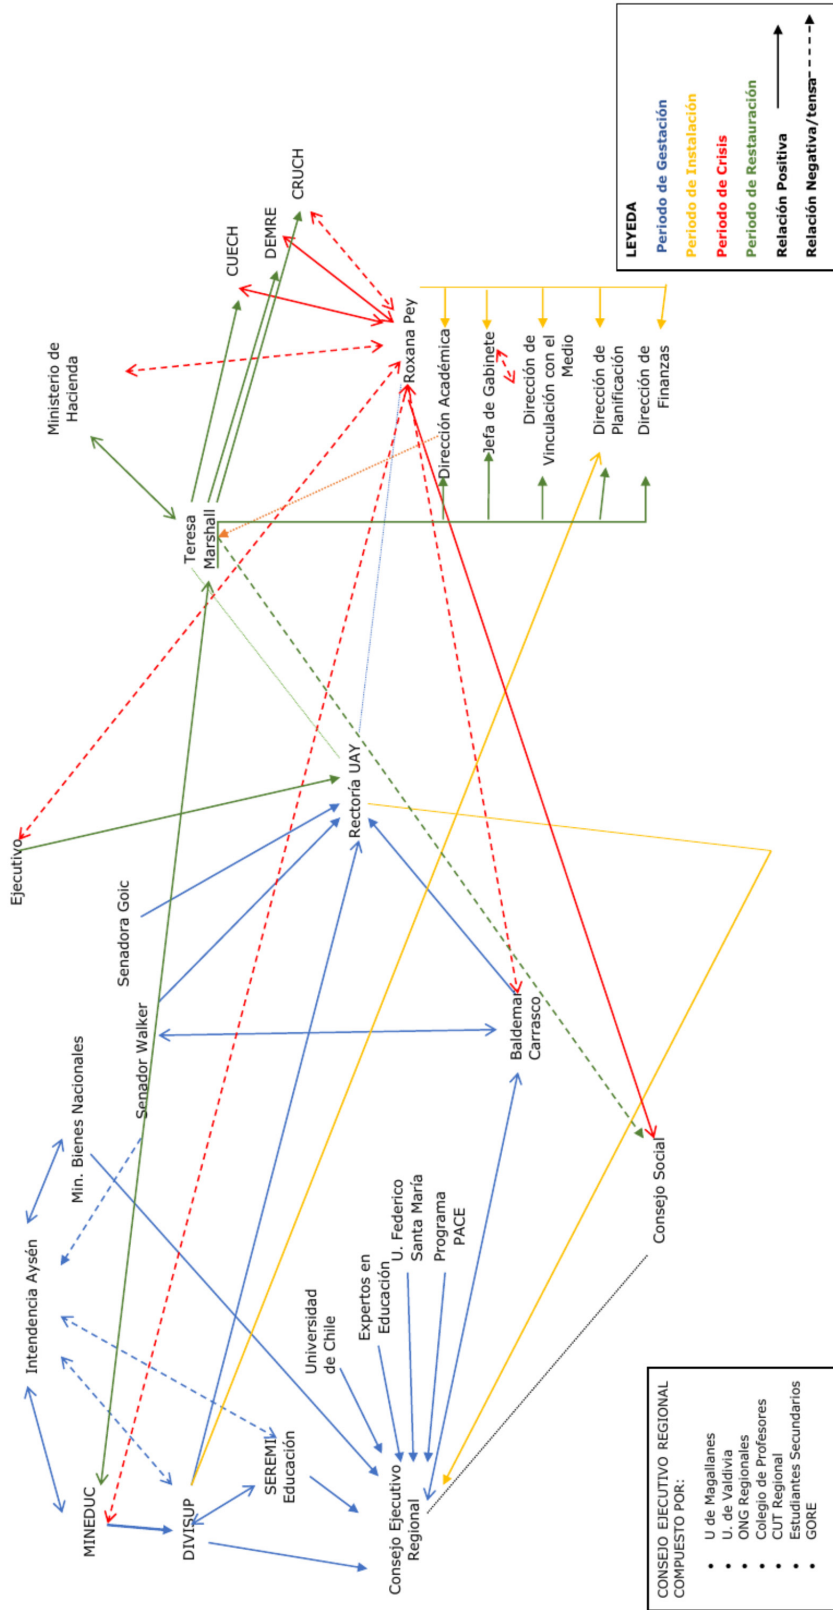 Ejecutivo
Ministerio de
Hacienda
CUECH
DEMRE
CRUCH
Min. Bienes Nacionales
Senadora Goic
Senador Walker
Intendencia Aysén
MINEDUC
DIVISUP
SEREMI
Educación
Consejo Ejecutivo
Regional
Universidad
de Chile
Expertos en
Educación
U. Federico
Santa María
Programa
PACE
Baldemar
Carrasco
Consejo Social
Rectoría UAY
Teresa
Marshall
Roxana Pey
Dirección Académica
Jefa de Gabinete
Dirección de
Vinculación con el
Medio
Dirección de
Planificación
Dirección de
Finanzas
CONSEJO EJECUTIVO REGIONAL
COMPUESTO POR:
• U de Magallanes
• U. de Valdivia
• ONG Regionales
• Colegio de Profesores
• CUT Regional
• Estudiantes Secundarios
• GORE
LEYEDA
Periodo de Gestación
Periodo de Instalación
Periodo de Crisis
Periodo de Restauración
Relación Positiva
Relación Negativa/tensa